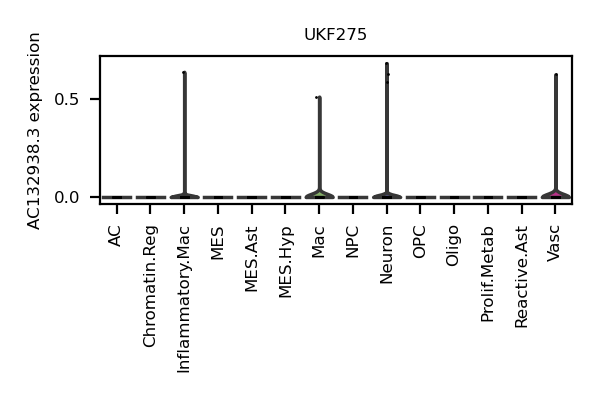 UKF275
AC132938.3 expression
0.5
0.0
AC
Chromatin.Reg
Inflammatory.Mac
MES
MES.Ast
MES.Hyp
Mac
NPC
Neuron
OPC
Oligo
Prolif.Metab
Reactive.Ast
Vasc